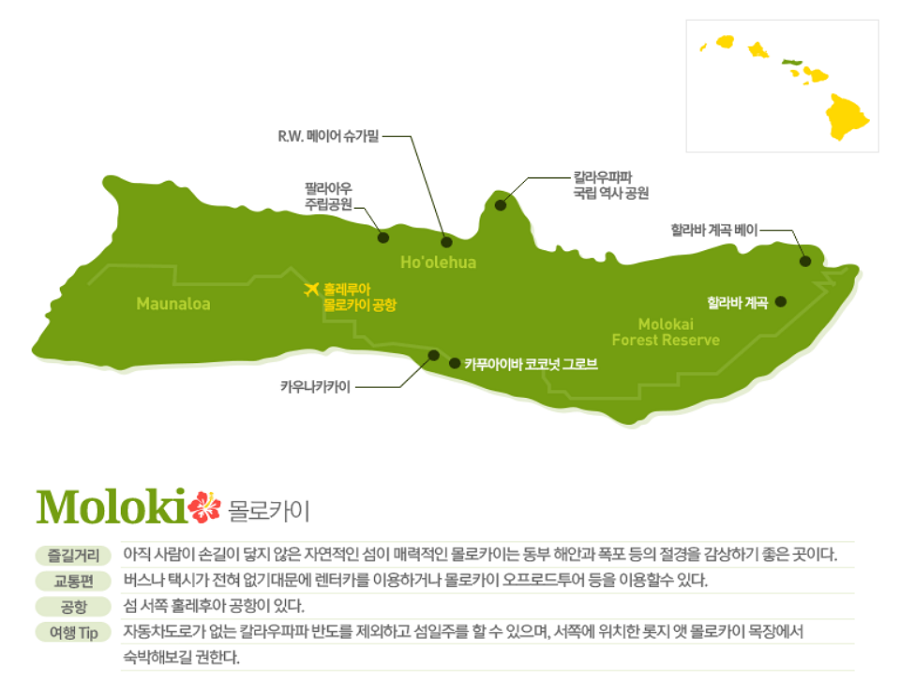 R.W. 메이어 슈가밀
팔라아우
주립공원
칼라우파파
국립 역사 공원
할라바 계곡 베이
Ho'olehua
홀레루아
몰로카이 공항
Maunaloa
할라바 계곡
Molokai
Forest Reserve
카푸아이바 코코넛 그로브
카우나카카이
Moloki 몰로카이
즐길거리 아직 사람이 손길이 닿지 않은 자연적인 섬이 매력적인 몰로카이는 동부 해안과 폭포 등의 절경을 감상하기 좋은 곳이다.
교통편 버스나 택시가 전혀 없기대문에 렌터카를 이용하거나 몰로카이 오프로드투어 등을 이용할수 있다.
공항 섬 서쪽 홀레후아 공항이 있다.
여행 Tip 자동차도로가 없는 칼라우파파 반도를 제외하고 섬일주를 할 수 있으며, 서쪽에 위치한 롯지 앳 몰로카이 목장에서
숙박해보길 권한다.